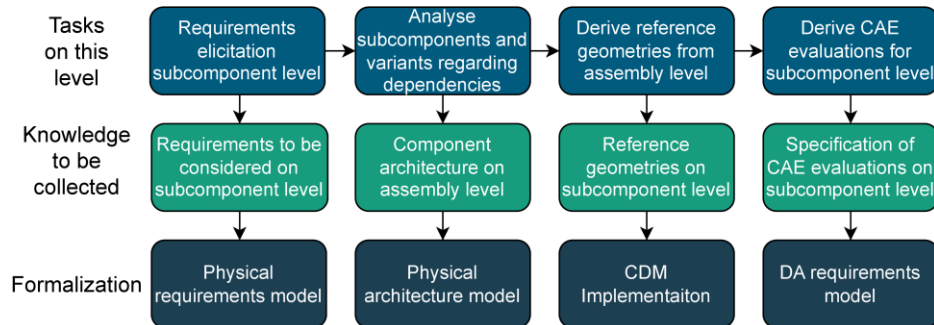 Tasks
on this
level
Requirements
elicitation
subcomponent level
Analyse
subcomponents and
variants regarding
dependencies
Derive reference
geometries from
assembly level
Derive CAE
evaluations for
subcomponent level
Knowledge
to be
collected
Requirements to be
considered on
subcomponent level
Component
architecture on
assembly level
Reference
geometries on
subcomponent level
Specification of
CAE evaluations on
subcomponent level
Formalization
Physical
requirements model
Physical
architecture model
CDM
Implementaiton
DA requirements
model